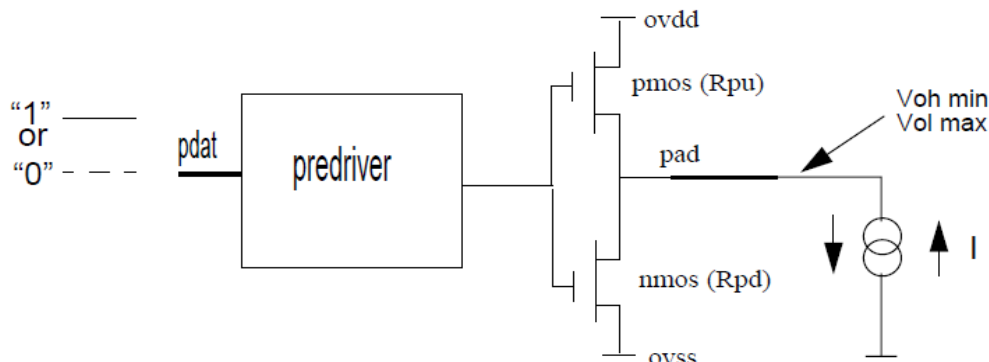 ovdd
pmos (Rpu)
Voh min
Vol max
“1”
or
“0”
pdat
predriver
pad
I
nmos (Rpd)
ovss